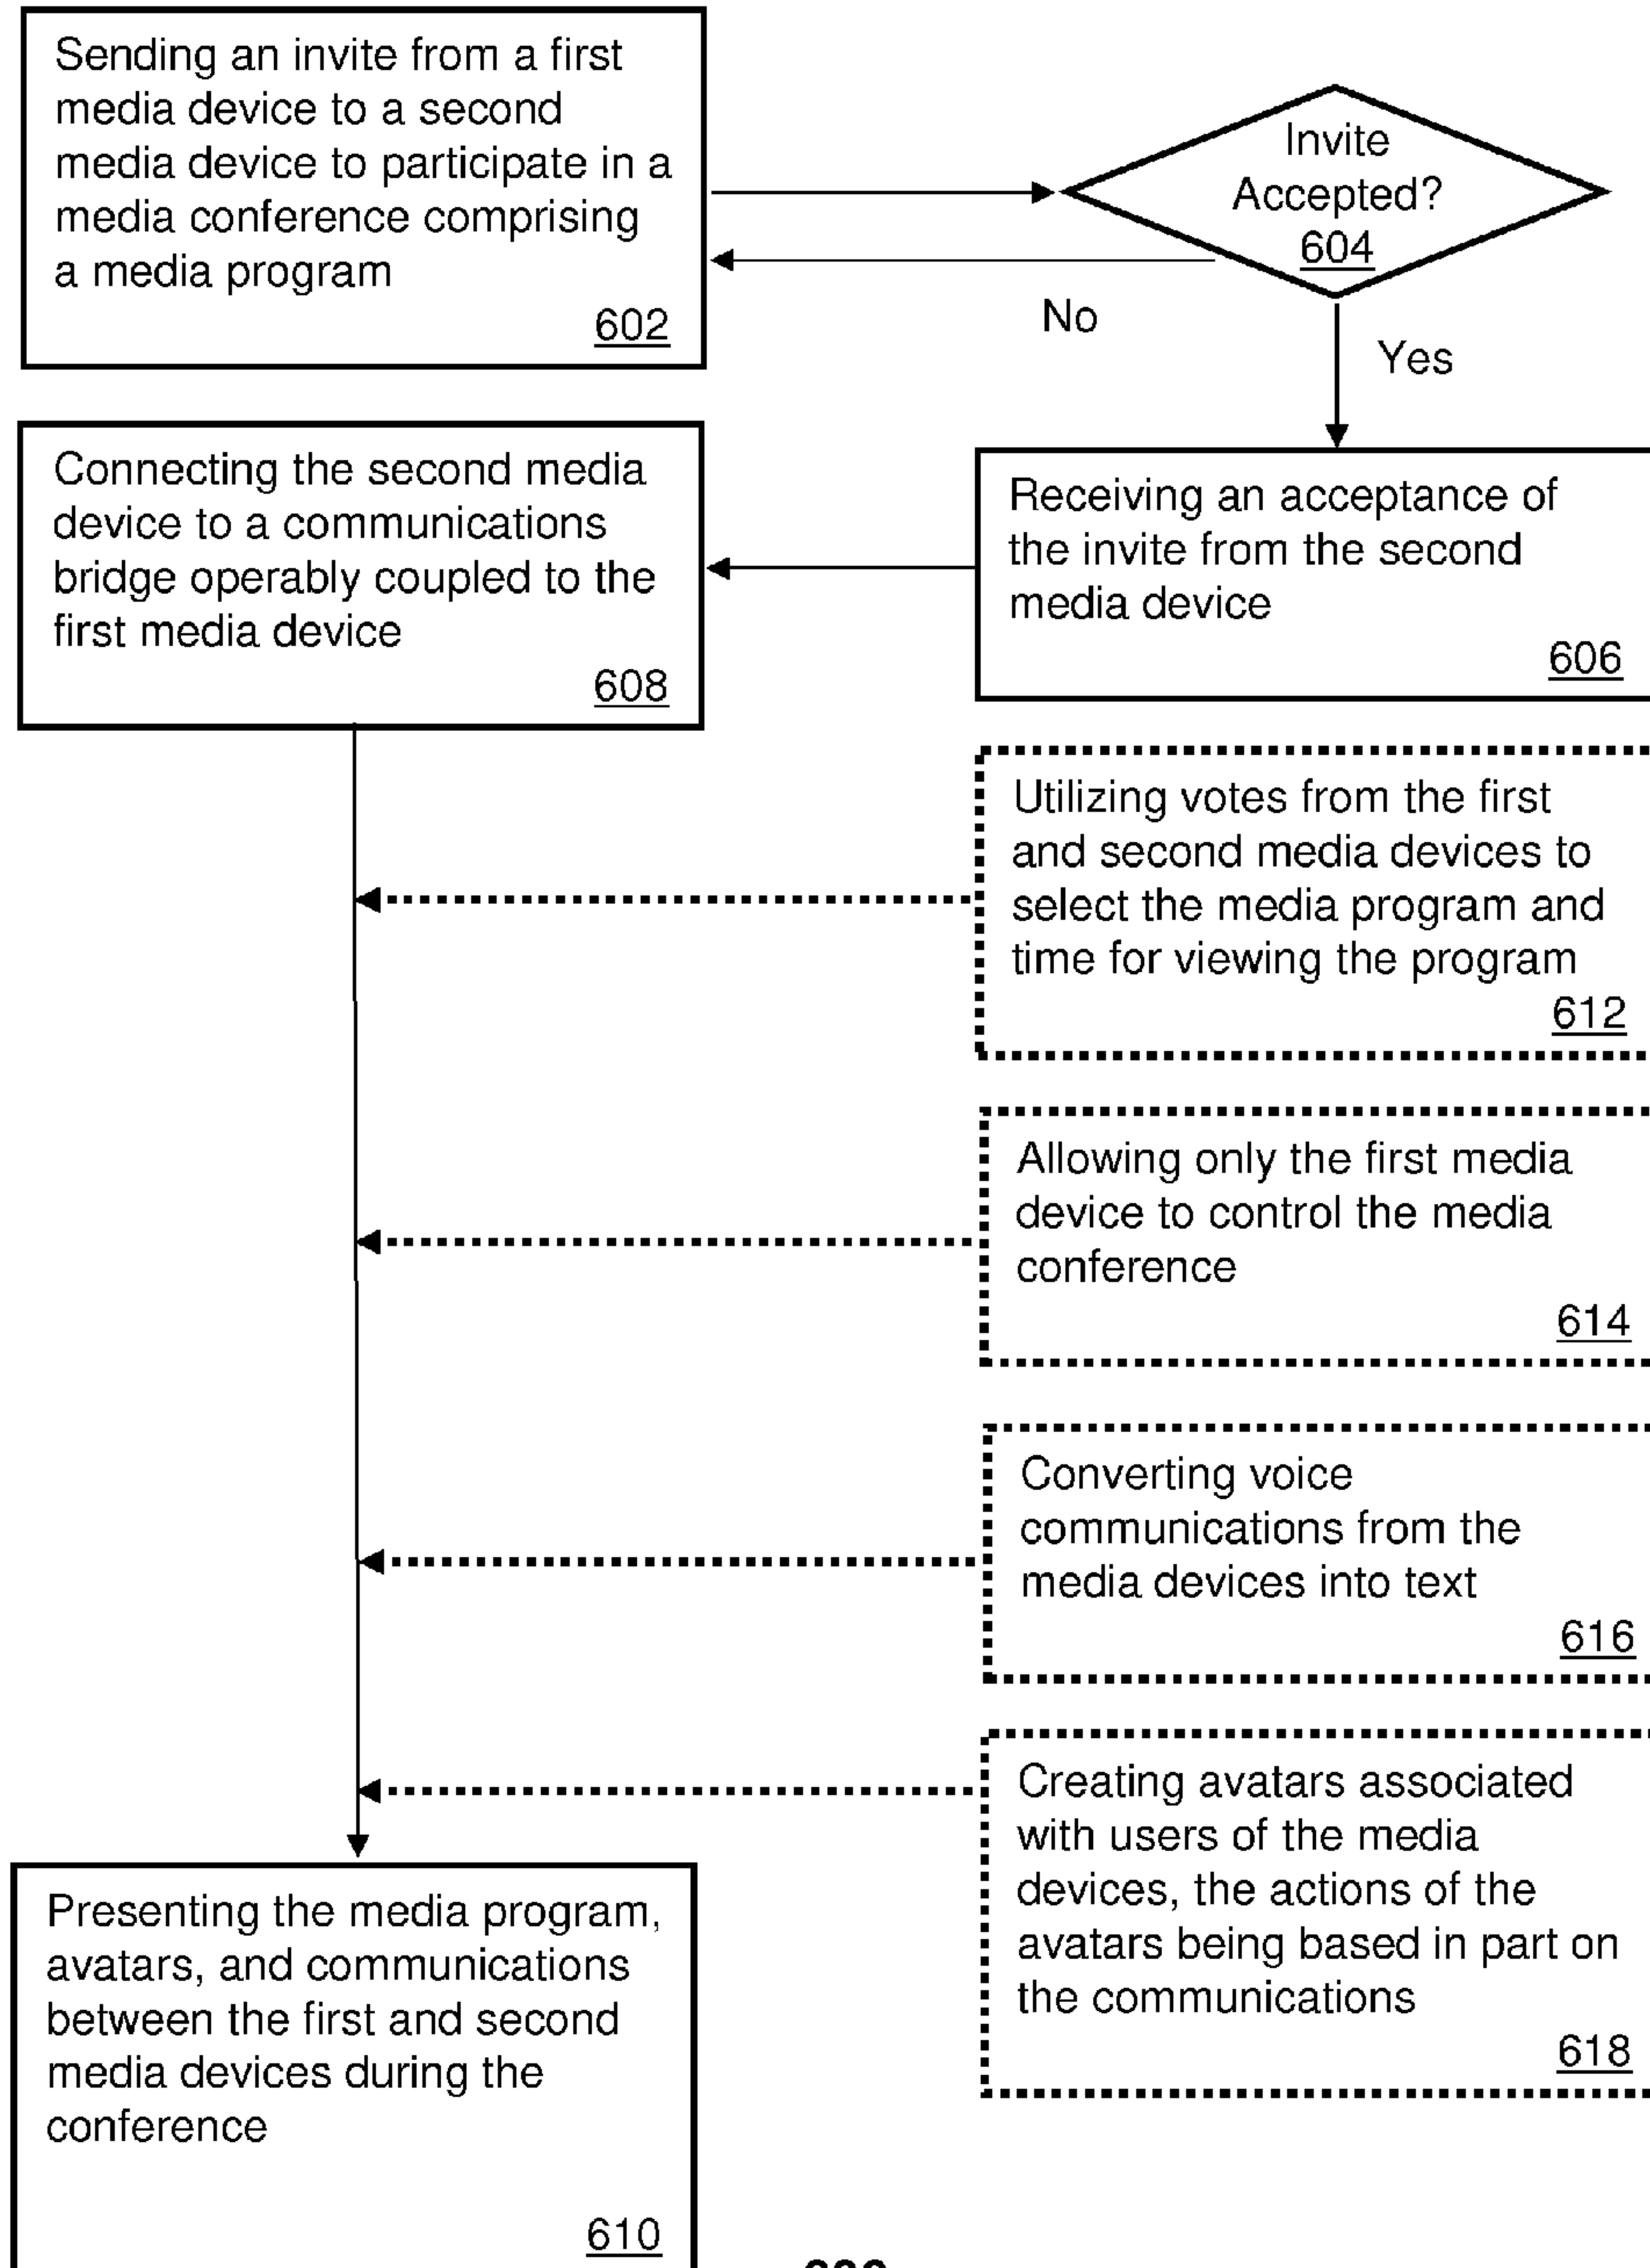 Sending an invite from a first
media device to a second
media device to participate in a
media conference comprising
a media program
602
Invite
Accepted?
604
No
Yes
Connecting the second media
device to a communications
bridge operably coupled to the
first media device
608
Receiving an acceptance of
the invite from the second
media device
606
Utilizing votes from the first
and second media devices to
select the media program and
time for viewing the program
612
Allowing only the first media
device to control the media
conference
614
Converting voice
communications from the
media devices into text
616
Creating avatars associated
with users of the media
devices, the actions of the
avatars being based in part on
the communications
618
Presenting the media program,
avatars, and communications
between the first and second
media devices during the
conference
610